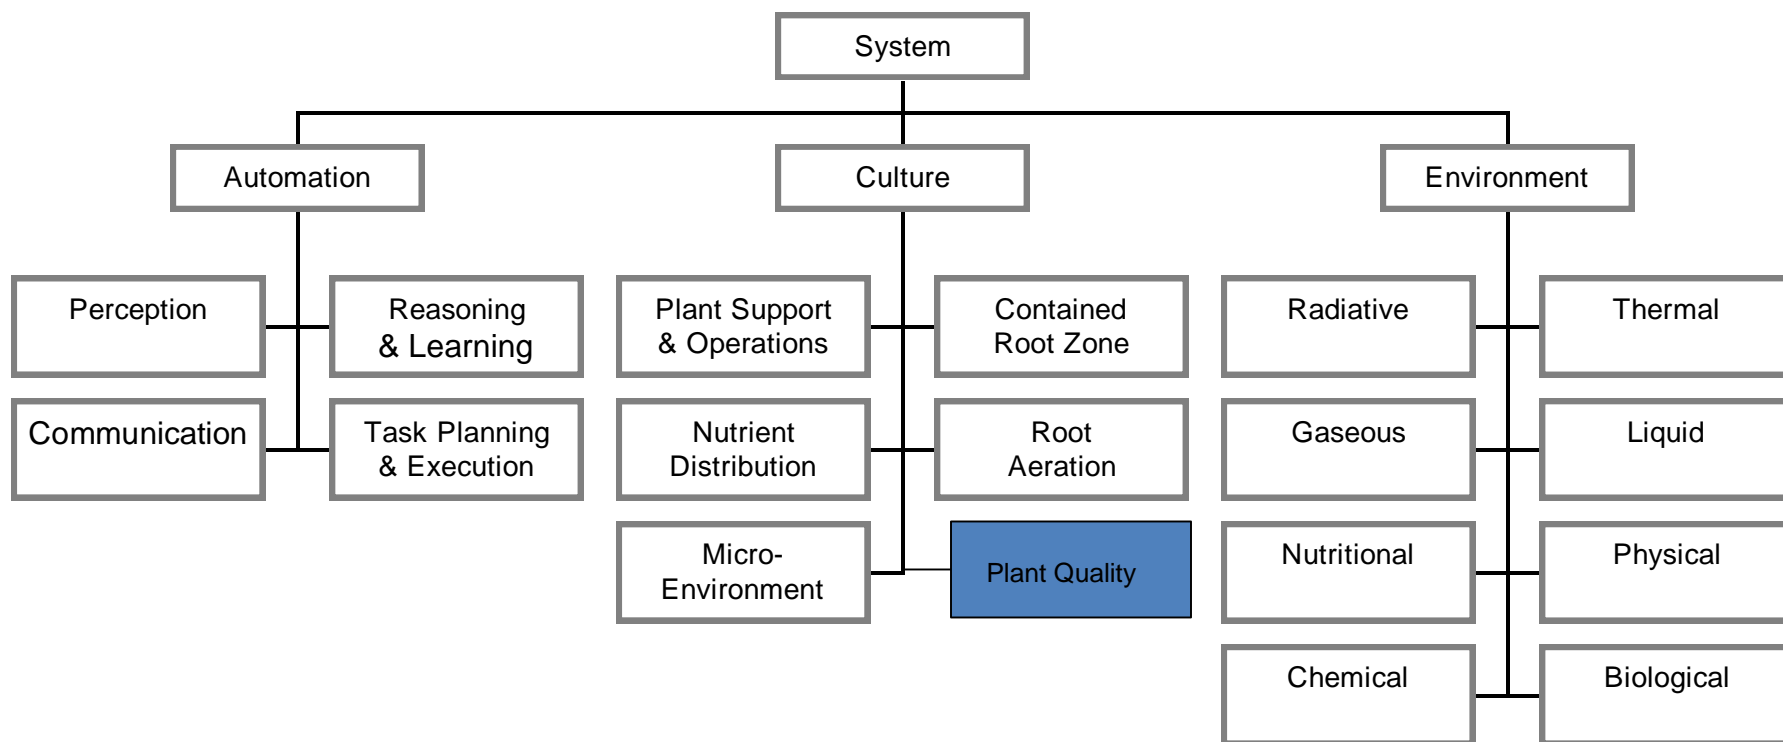 System
Automation
Culture
Environment
Perception
Reasoning
& Learning
Plant Support
& Operations
Contained
Root Zone
Radiative
Thermal
Communication
Task Planning
& Execution
Nutrient
Distribution
Root
Aeration
Gaseous
Liquid
Micro-
Environment
Plant Quality
Nutritional
Physical
Chemical
Biological